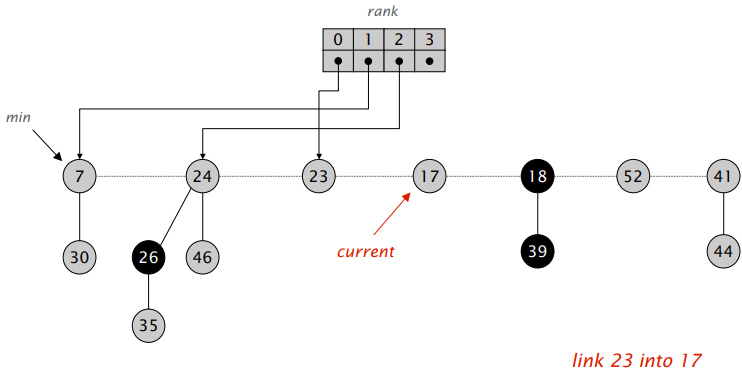 rank
0 1 2 3
min
7 24 23 17 18 52 41
current
30 26 46 39 44
35
link 23 into 17